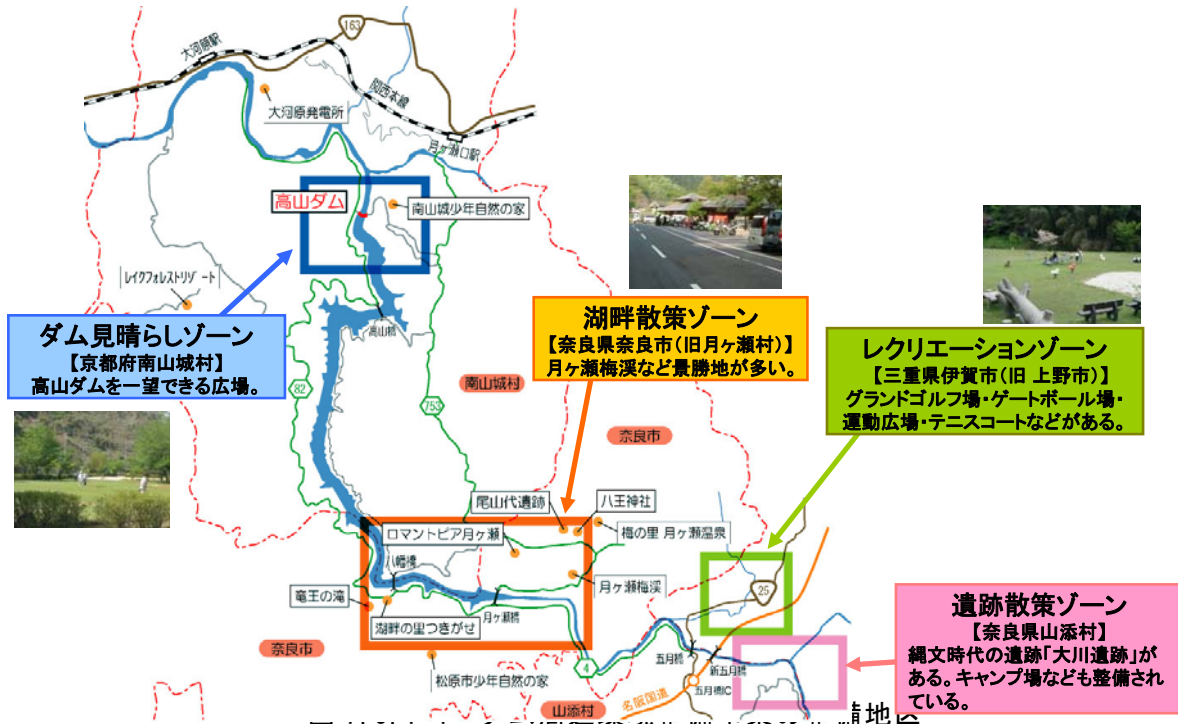 163
大河原駅
関西本線
大河原発電所
月ヶ瀬口駅
高山ダム
南山城少年自然の家
レイクフォレストリゾート
ダム見晴らしゾーン
【京都府南山城村】
高山ダムを一望できる広場。
高山橋
湖畔散策ゾーン
【奈良県奈良市（旧月ヶ瀬村）】
月ヶ瀬梅渓など景勝地が多い。
レクリエーションゾーン
【三重県伊賀市（旧 上野市）】
グランドゴルフ場・ゲートボール場・
運動広場・テニスコートなどがある。
82
南山城村
753
奈良市
尾山代遺跡
八王神社
ロマントピア月ヶ瀬
梅の里 月ヶ瀬温泉
八幡橋
月ヶ瀬梅渓
竜王の滝
湖畔の里つきがせ
月ヶ瀬橋
25
遺跡散策ゾーン
【奈良県山添村】
縄文時代の遺跡「大川遺跡」が
ある。キャンプ場なども整備され
ている。
奈良市
松原市少年自然の家
4
五月橋
新五月橋
五月橋IC
名阪国道
山添村
備地区